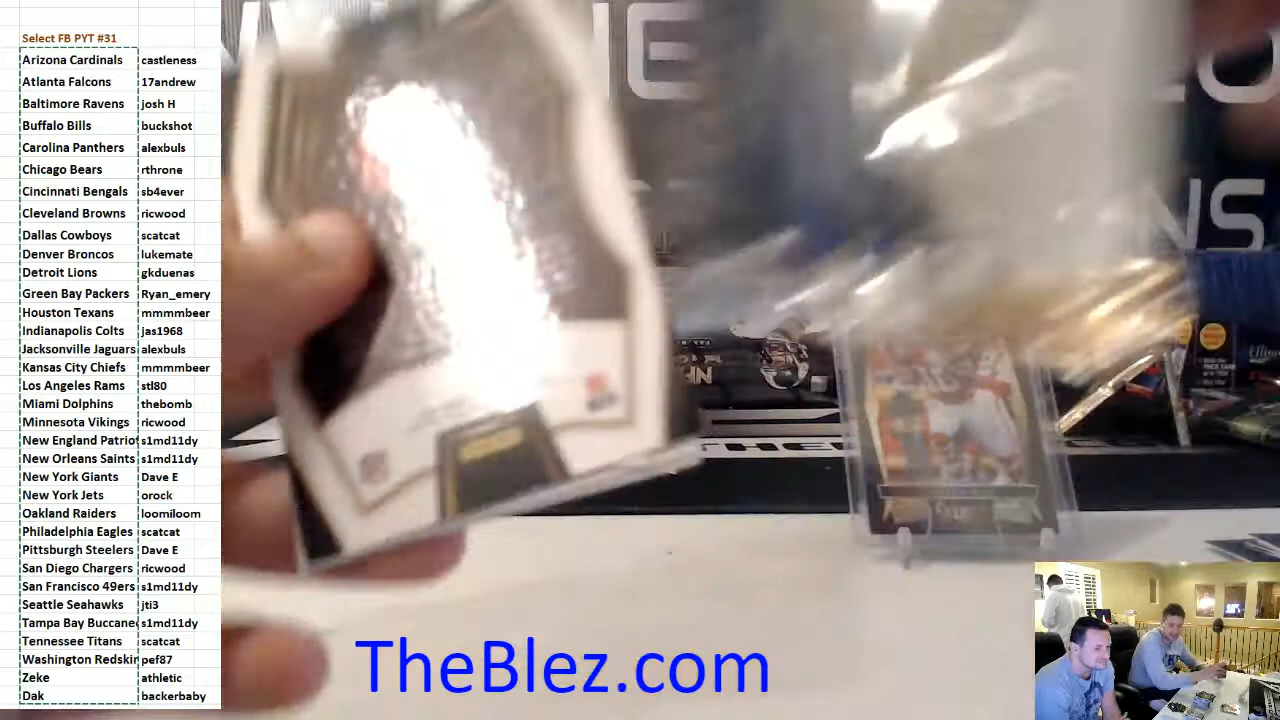 Select FB PYT #31
Arizona Cardinals castleness
Atlanta Falcons 17andrew
Baltimore Ravens josh H
Buffalo Bills buckshot
Carolina Panthers alexbuls
Chicago Bears rthrone
Cincinnati Bengals sb4ever
Cleveland Browns ricwood
Dallas Cowboys scatcat
Denver Broncos lukemate
Detroit Lions gkduenas
Green Bay Packers Ryan_emery
Houston Texans mmmmbeer
Indianapolis Colts jas1968
Jacksonville Jaguars alexbuls
Kansas City Chiefs mmmmbeer
Los Angeles Rams stl80
Miami Dolphins thebomb
Minnesota Vikings ricwood
New England Patriot s1md11dy
New Orleans Saints s1md11dy
New York Giants Dave E
New York Jets orock
Oakland Raiders loomiloom
Philadelphia Eagles scatcat
Pittsburgh Steelers Dave E
San Diego Chargers ricwood
San Francisco 49ers s1md11dy
Seattle Seahawks jti3
Tampa Bay Buccanee s1md11dy
Tennessee Titans scatcat
Washington Redskin pef87
Zeke athletic
Dak backerbaby
TheBlez.com